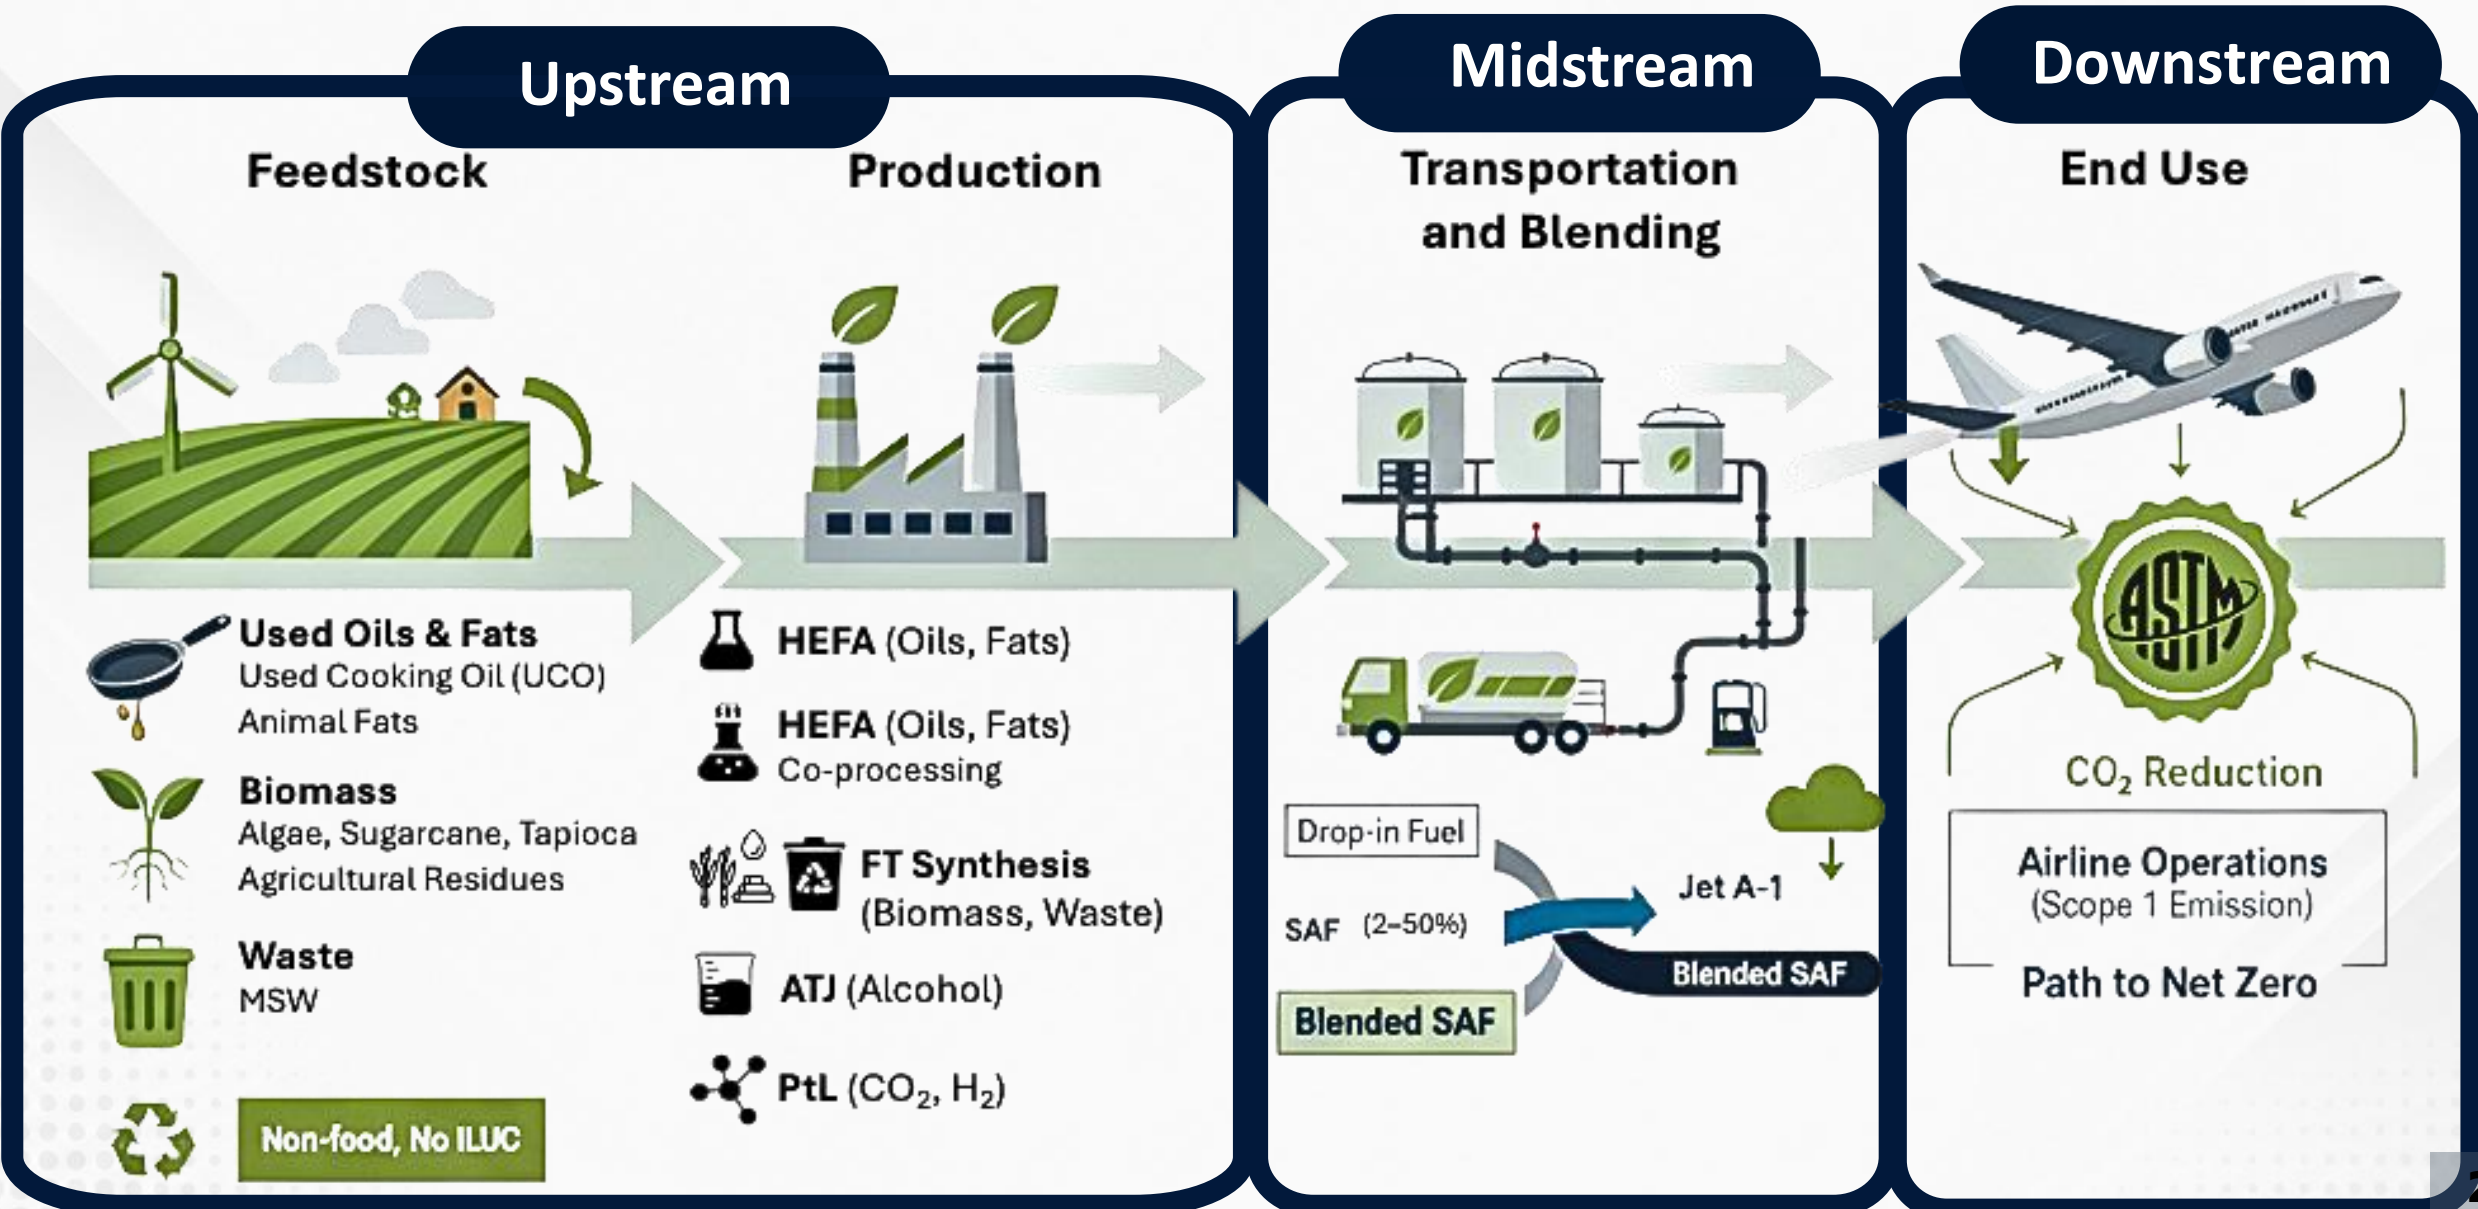 Upstream
Midstream
Downstream
Feedstock
Production
Transportation
and Blending
End Use
Used Oils & Fats
Used Cooking Oil (UCO)
Animal Fats
Biomass
Algae, Sugarcane, Tapioca
Agricultural Residues
Waste
MSW
Non-food, No ILUC
HEFA (Oils, Fats)
HEFA (Oils, Fats)
Co-processing
FT Synthesis
(Biomass, Waste)
ATJ (Alcohol)
PtL (CO₂, H₂)
Drop-in Fuel
SAF (2–50%)
Blended SAF
Jet A-1
Blended SAF
ASTM
CO₂ Reduction
Airline Operations
(Scope 1 Emission)
Path to Net Zero